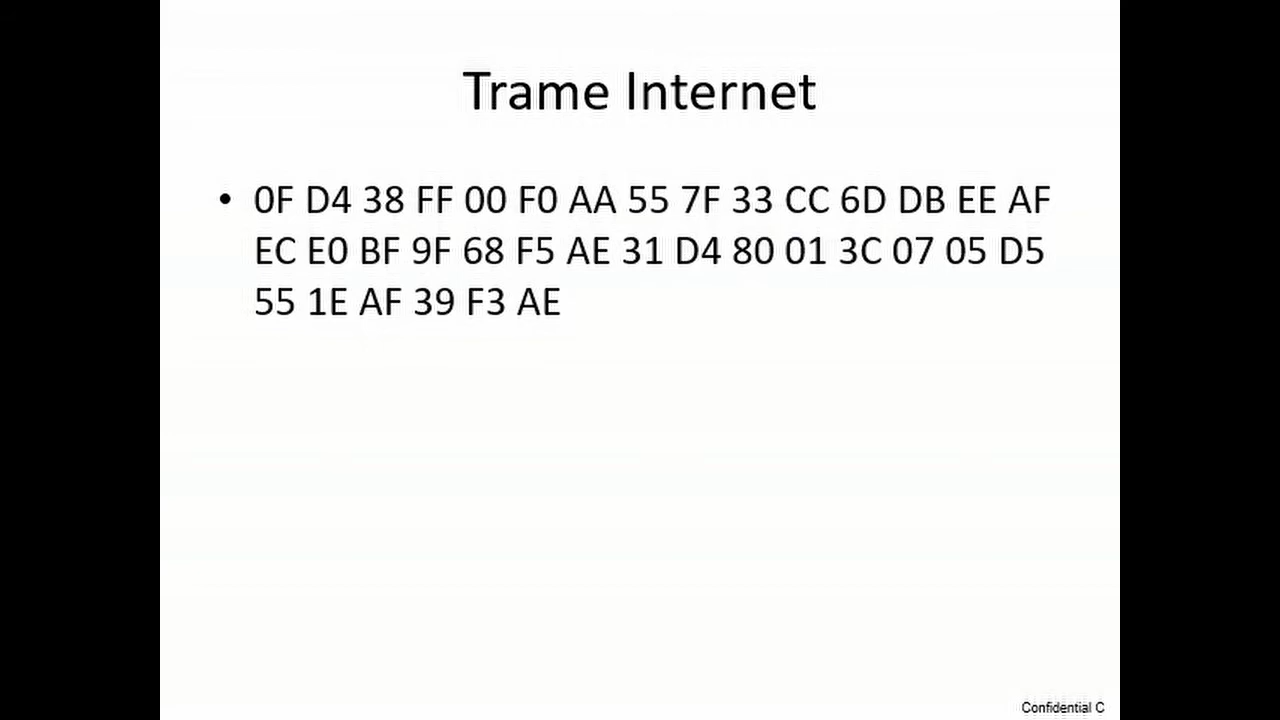 Trame Internet
• 0F D4 38 FF 00 F0 AA 55 7F 33 CC 6D DB EE AF
EC E0 BF 9F 68 F5 AE 31 D4 80 01 3C 07 05 D5
55 1E AF 39 F3 AE
Confidential C